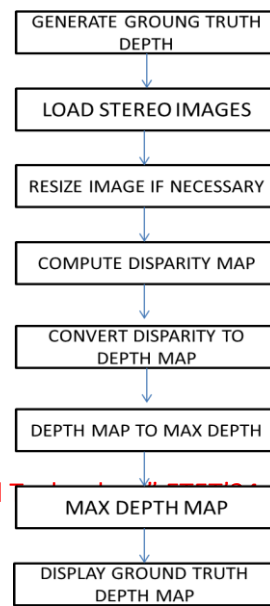 GENERATE GROUNG TRUTH
DEPTH
LOAD STEREO IMAGES
RESIZE IMAGE IF NECESSARY
COMPUTE DISPARITY MAP
CONVERT DISPARITY TO
DEPTH MAP
DEPTH MAP TO MAX DEPTH
MAX DEPTH MAP
DISPLAY GROUND TRUTH
DEPTH MAP